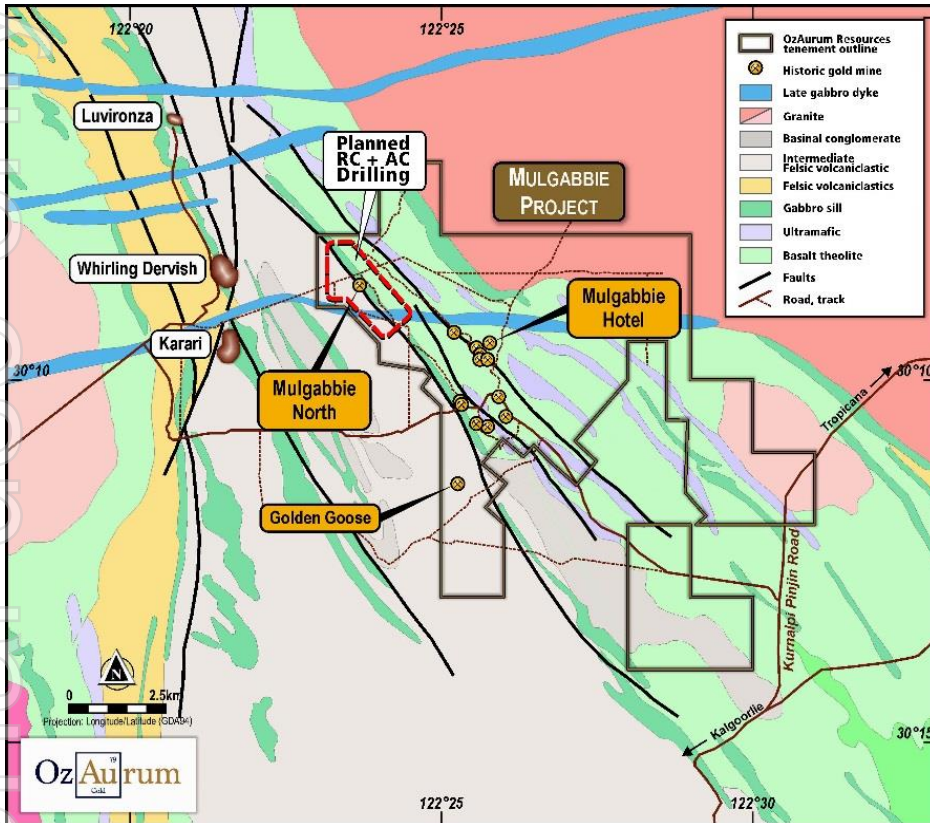 122°20
122°25
OzAurum Resources
tenement outline
Historic gold mine
Late gabbro dyke
Granite
Basinal conglomerate
Intermediate
Felsic volcaniclastic
Felsic volcaniclastics
Gabbro sill
Ultramafic
Basalt theolite
Faults
Road, track
Luvironza
Planned
RC + AC
Drilling
MULGABBIE
PROJECT
Whirling Dervish
Mulgabbie
Hotel
Karari
30°10
30°10
Mulgabbie
North
Tropicana
Golden Goose
Kurnalpi Pinjin Road
N
0 2.5km
Projection: Longitude/Latitude (GDA94)
Kalgoorlie
30°15
OzAurum
79
Gold
122°25
122°30